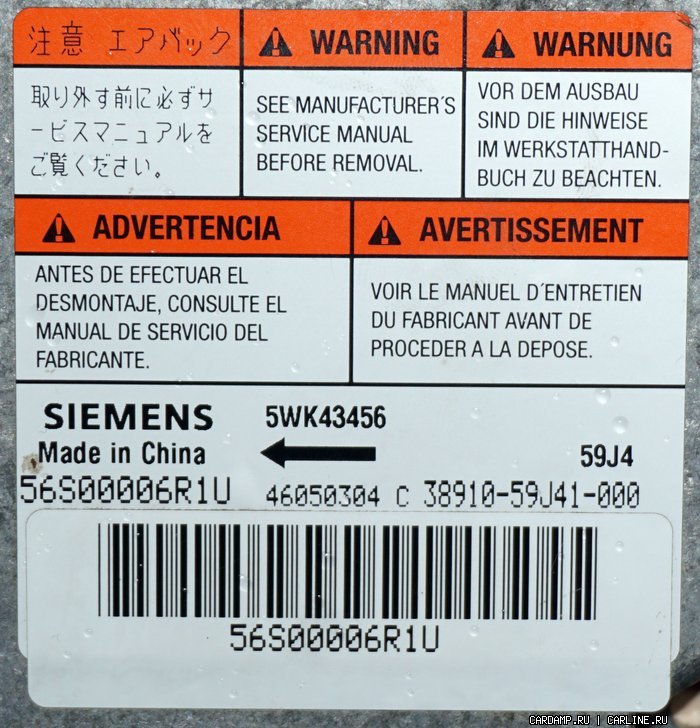 注意 エアバック
取り外す前に必ずサ
ービスマニュアルを
ご覧ください。
WARNING
SEE MANUFACTURER´S
SERVICE MANUAL
BEFORE REMOVAL.
WARNUNG
VOR DEM AUSBAU
SIND DIE HINWEISE
IM WERKSTATTHAND-
BUCH ZU BEACHTEN.
ADVERTENCIA
ANTES DE EFECTUAR EL
DESMONTAJE, CONSULTE EL
MANUAL DE SERVICIO DEL
FABRICANTE.
AVERTISSEMENT
VOIR LE MANUEL D´ENTRETIEN
DU FABRICANT AVANT DE
PROCEDER A LA DEPOSE.
SIEMENS 5WK43456
Made in China 59J4
56S00006R1U 46050304 C 38910-59J41-000
56S00006R1U
CARDAMP.RU | CARLINE.RU